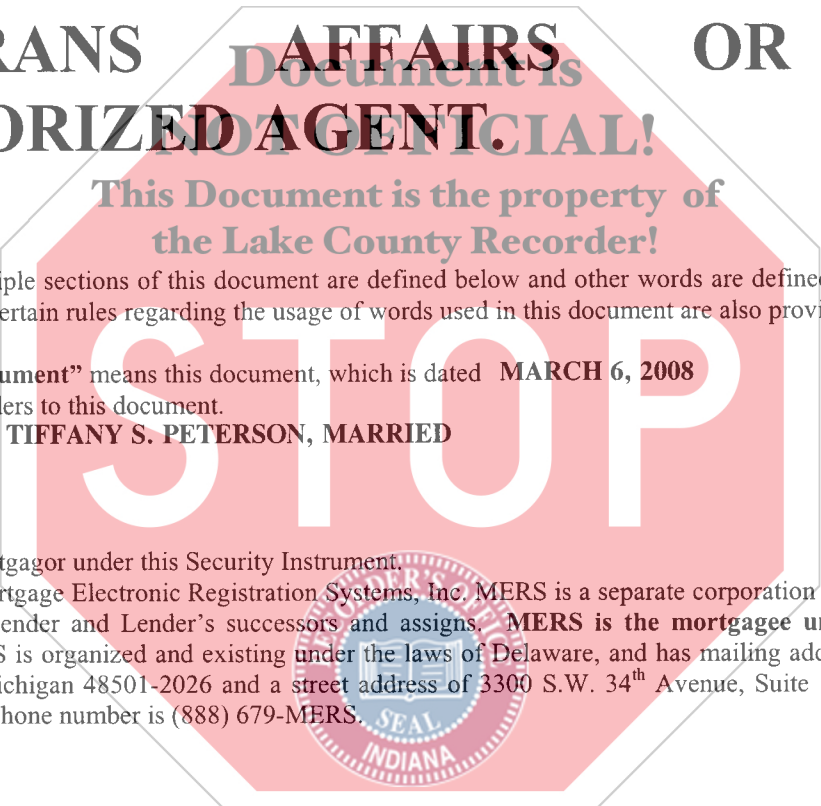 RANS AFFAIRS OR
ORIZED AGENT.
Document is
NOT OFFICIAL!
This Document is the property of
the Lake County Recorder!
iple sections of this document are defined below and other words are defined
ertain rules regarding the usage of words used in this document are also provi
ument” means this document, which is dated MARCH 6, 2008
lers to this document.
TIFFANY S. PETERSON, MARRIED
STOP
tgagor under this Security Instrument.
rtgage Electronic Registration Systems, Inc. MERS is a separate corporation
ender and Lender’s successors and assigns. MERS is the mortgagee u
S is organized and existing under the laws of Delaware, and has mailing add
ichigan 48501-2026 and a street address of 3300 S.W. 34th Avenue, Suite
hone number is (888) 679-MERS.
RECORDER'S OFFIC
SEAL
INDIANA